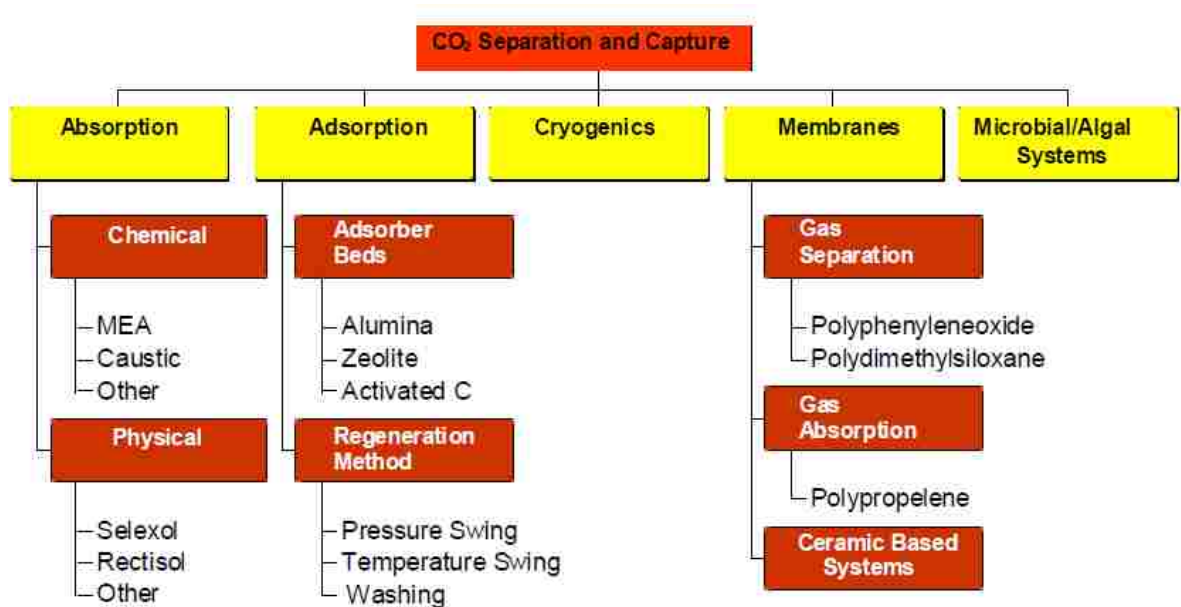 CO₂ Separation and Capture
Absorption
Adsorption
Cryogenics
Membranes
Microbial/Algal
Systems
Chemical
MEA
Caustic
Other
Physical
Selexol
Rectisol
Other
Adsorber
Beds
Alumina
Zeolite
Activated C
Regeneration
Method
Pressure Swing
Temperature Swing
Washing
Gas
Separation
Polyphenyleneoxide
Polydimethylsiloxane
Gas
Absorption
Polypropelene
Ceramic Based
Systems